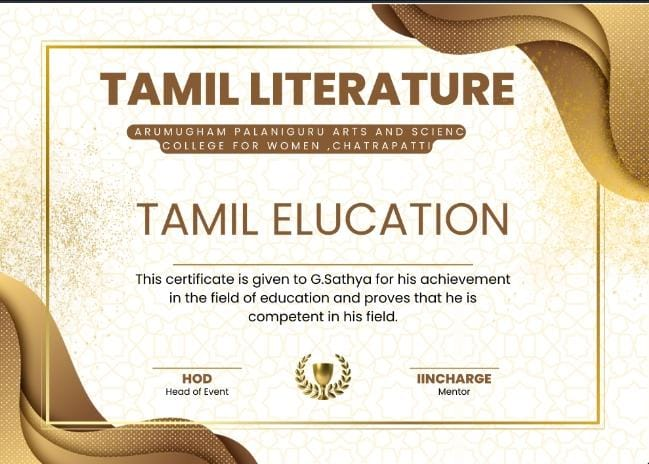 TAMIL LITERATURE
ARUMUGHAM PALANIGURU ARTS AND SCIENC
COLLEGE FOR WOMEN ,CHATRAPATTI
TAMIL ELUCATION
This certificate is given to G.Sathya for his achievement
in the field of education and proves that he is
competent in his field.
HOD
Head of Event
IINCHARGE
Mentor